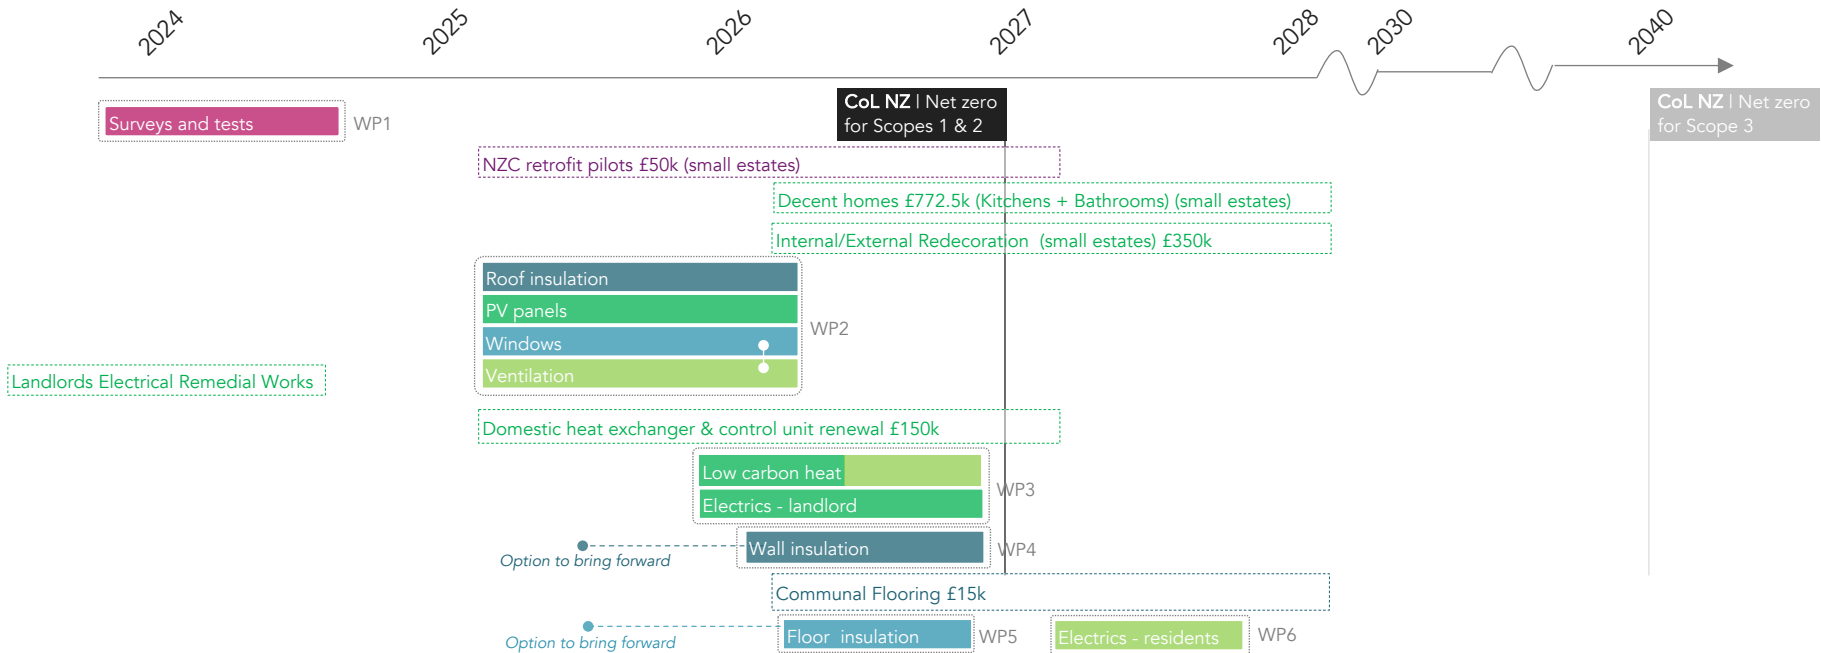 2024
2025
2026
2027
2028
2030
2040
CoL NZ | Net zero
for Scopes 1 & 2
CoL NZ | Net zero
for Scope 3
Surveys and tests
WP1
NZC retrofit pilots £50k (small estates)
Decent homes £772.5k (Kitchens + Bathrooms) (small estates)
Internal/External Redecoration (small estates) £350k
Roof insulation
PV panels
WP2
Windows
Ventilation
Landlords Electrical Remedial Works
Domestic heat exchanger & control unit renewal £150k
Low carbon heat
WP3
Electrics - landlord
Wall insulation
WP4
Option to bring forward
Communal Flooring £15k
Floor insulation
WP5
Option to bring forward
Electrics - residents
WP6